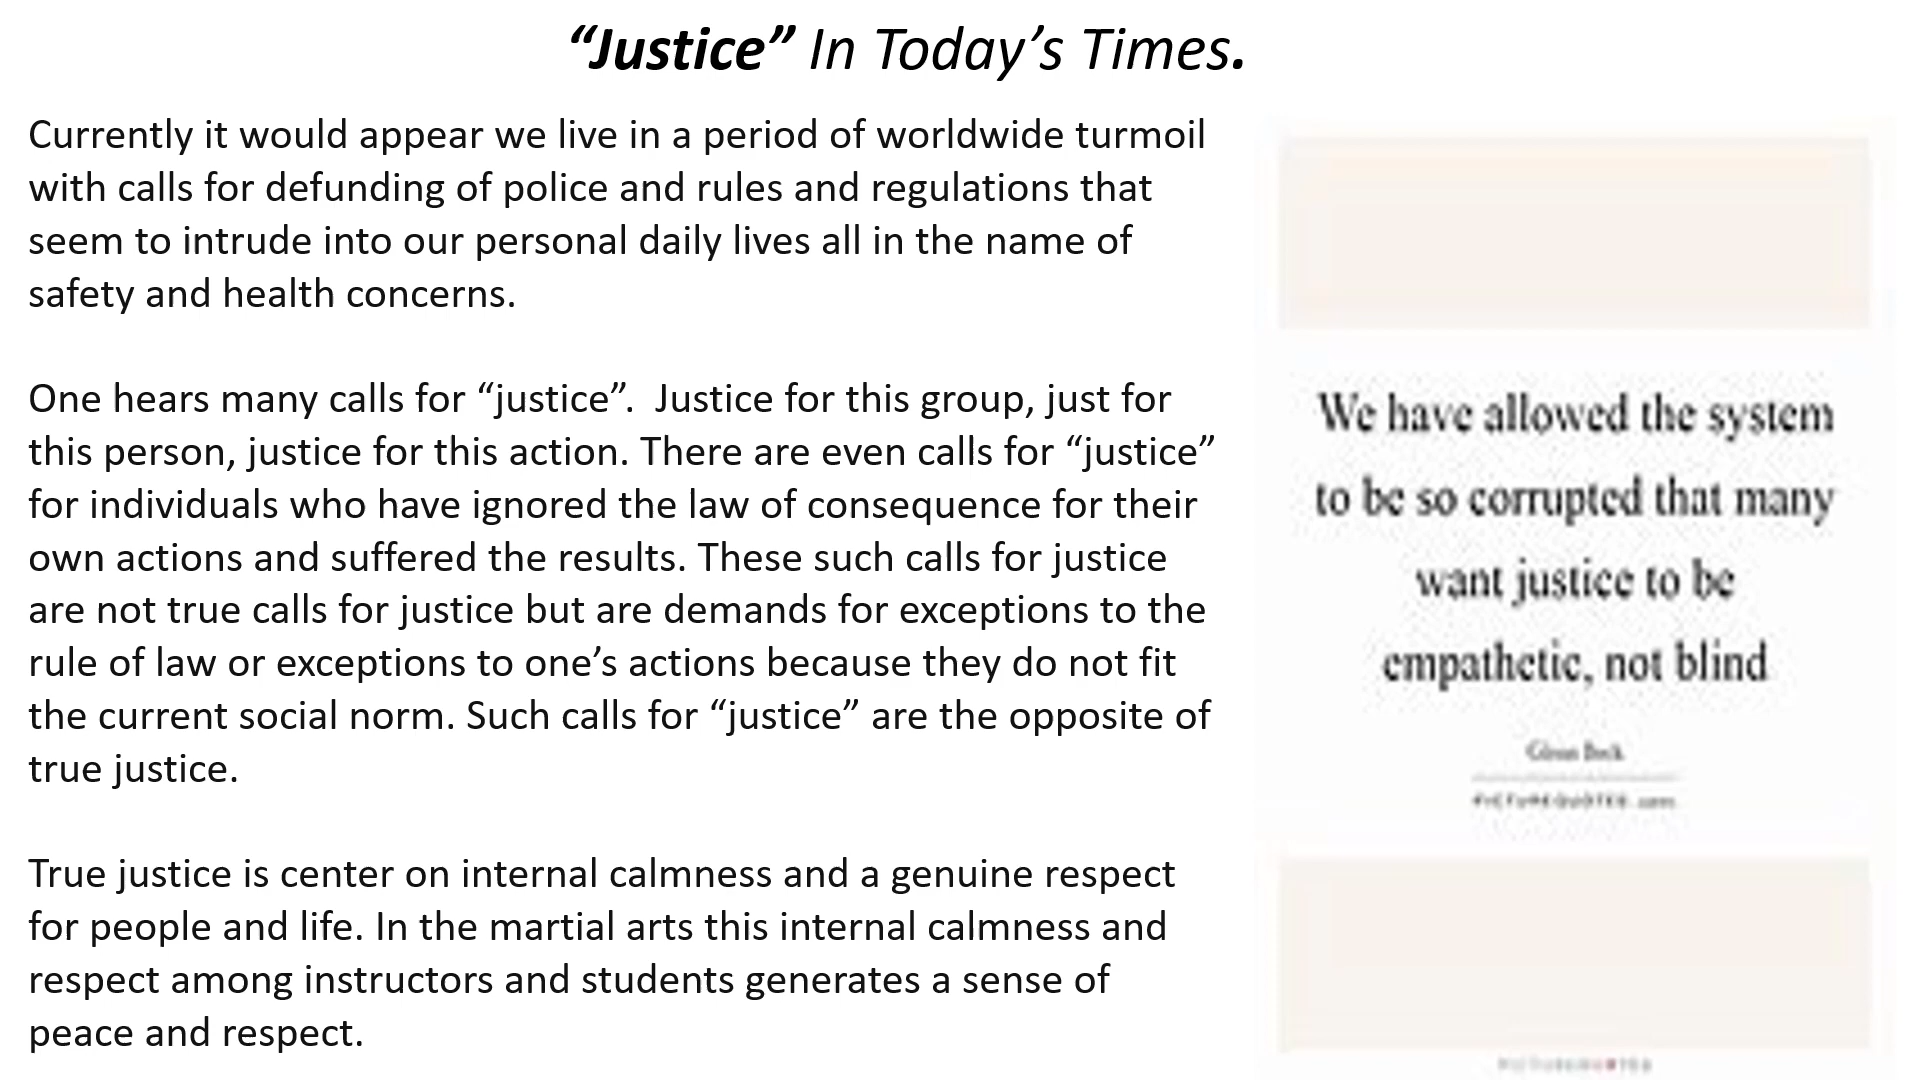 “Justice” In Today’s Times.
Currently it would appear we live in a period of worldwide turmoil
with calls for defunding of police and rules and regulations that
seem to intrude into our personal daily lives all in the name of
safety and health concerns.
One hears many calls for “justice”.  Justice for this group, just for
this person, justice for this action. There are even calls for “justice”
for individuals who have ignored the law of consequence for their
own actions and suffered the results. These such calls for justice
are not true calls for justice but are demands for exceptions to the
rule of law or exceptions to one’s actions because they do not fit
the current social norm. Such calls for “justice” are the opposite of
true justice.
True justice is center on internal calmness and a genuine respect
for people and life. In the martial arts this internal calmness and
respect among instructors and students generates a sense of
peace and respect.
We have allowed the system
to be so corrupted that many
want justice to be
empathetic, not blind
Glenn Beck
PICTUREQUOTES.com